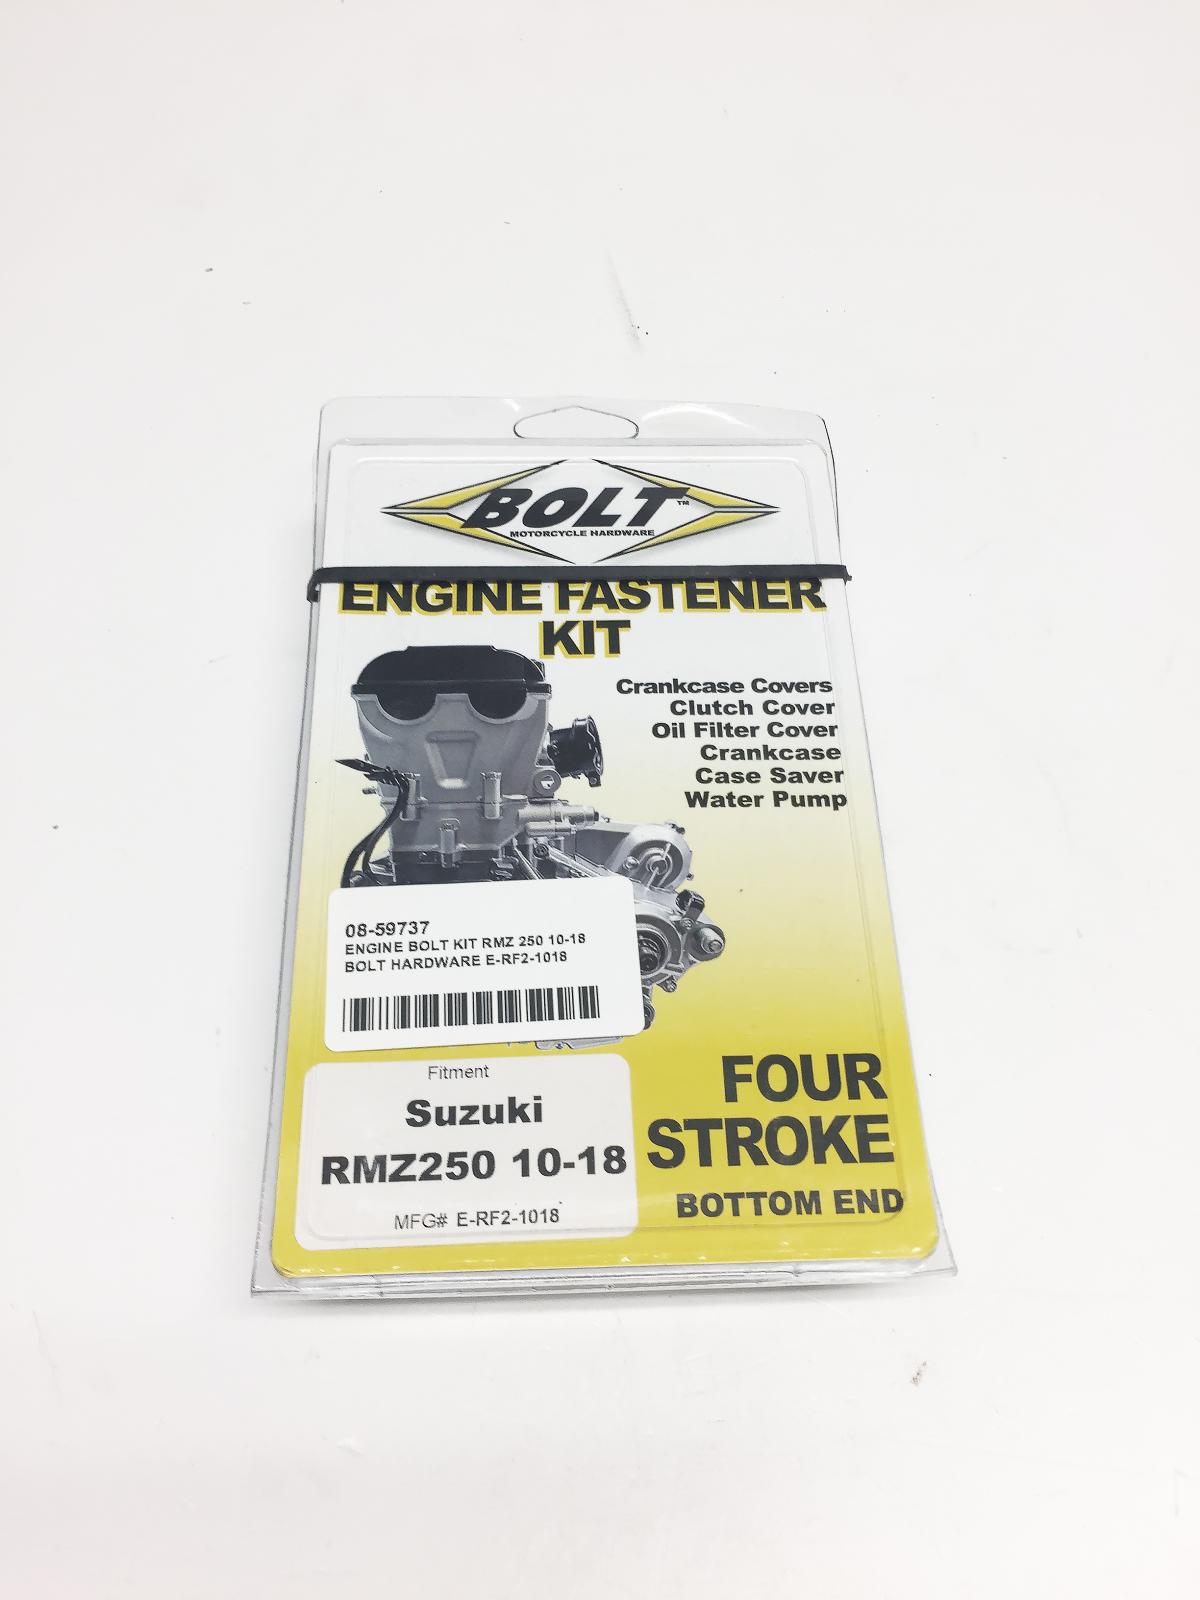 BOLT™
MOTORCYCLE HARDWARE
ENGINE FASTENER
KIT
Crankcase Covers
Clutch Cover
Oil Filter Cover
Crankcase
Case Saver
Water Pump
08-59737
ENGINE BOLT KIT RMZ 250 10-18
BOLT HARDWARE E-RF2-1018
Fitment
Suzuki
RMZ250 10-18
MFG# E-RF2-1018
FOUR
STROKE
BOTTOM END